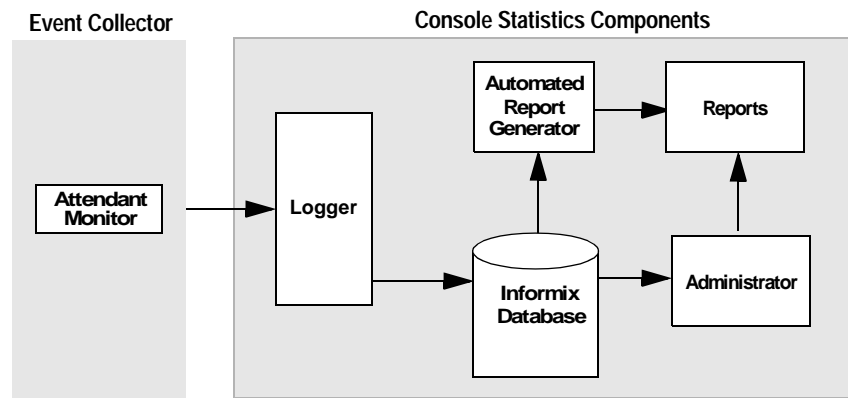 Event Collector
Console Statistics Components
Automated
Report
Generator
Reports
Attendant
Monitor
Logger
Informix
Database
Administrator